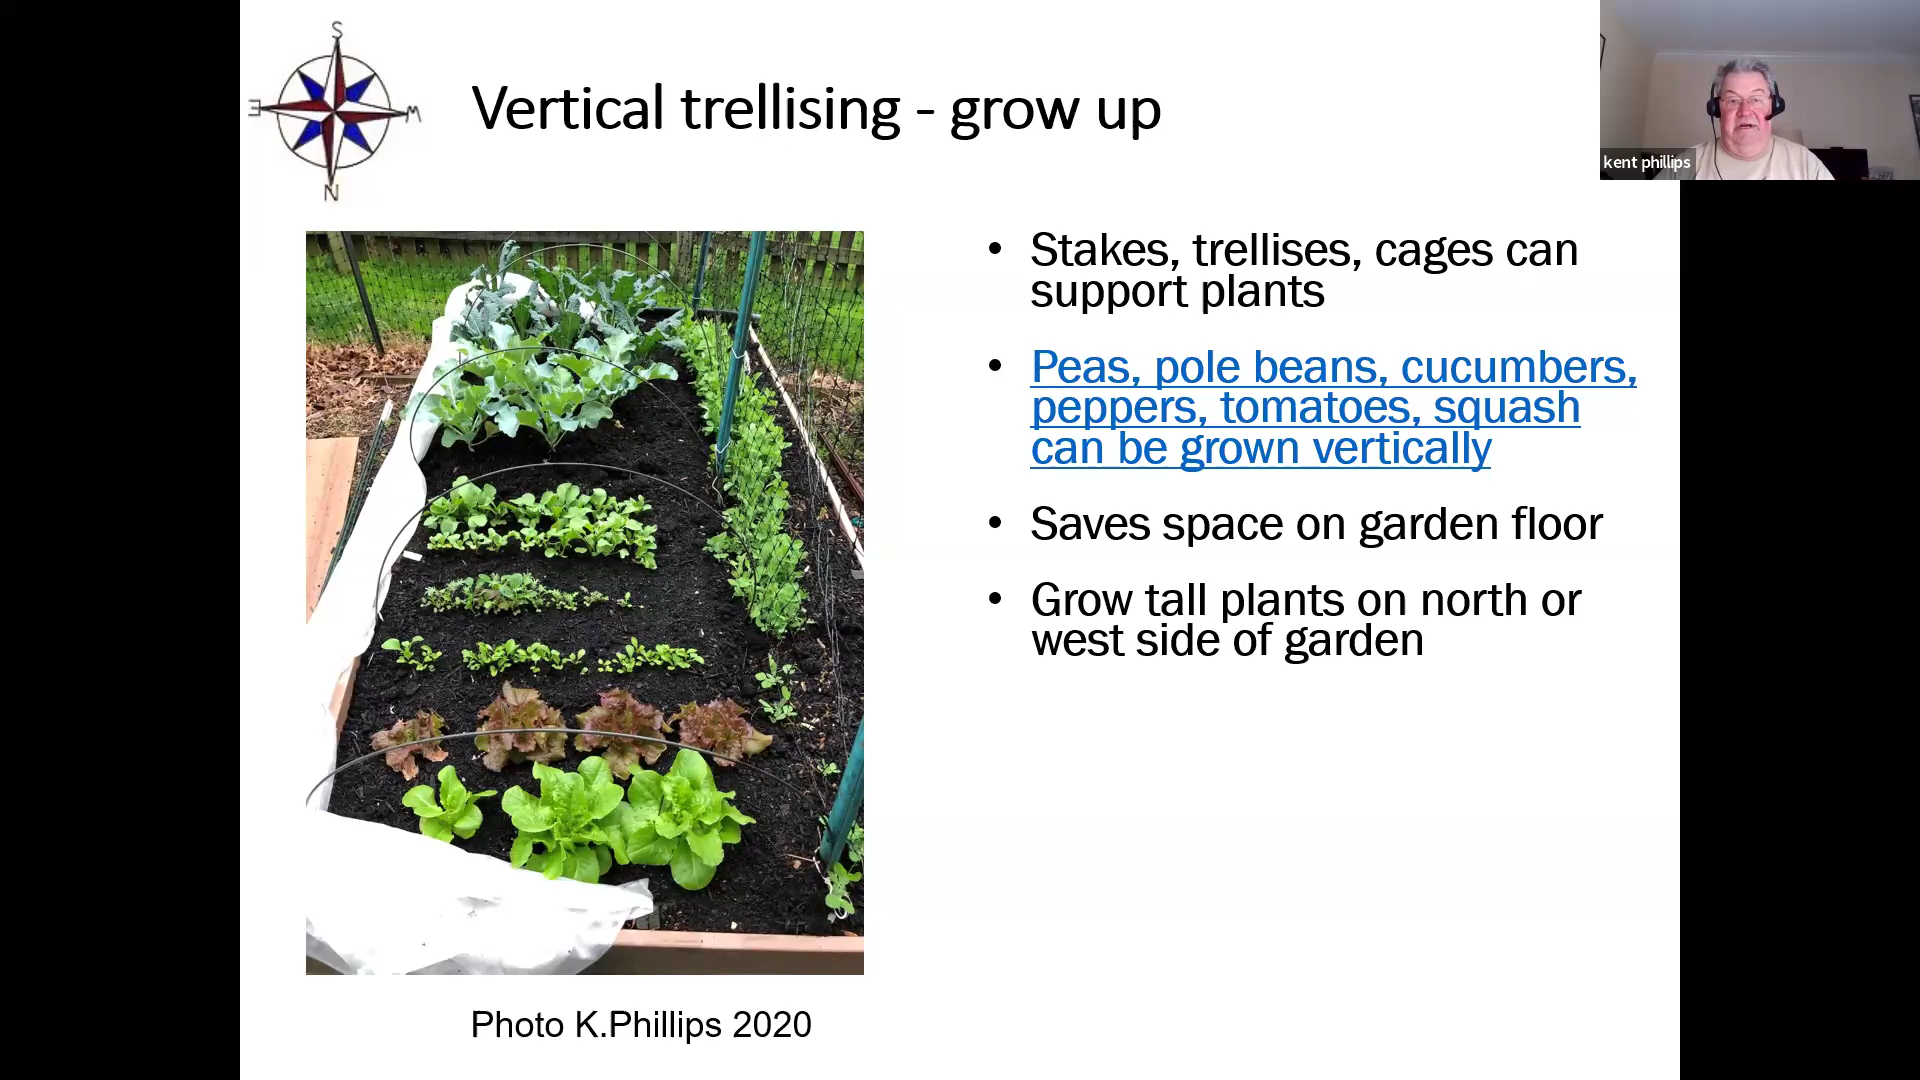 S
E
W
N
Vertical trellising - grow up
kent phillips
• Stakes, trellises, cages can
support plants
• Peas, pole beans, cucumbers,
peppers, tomatoes, squash
can be grown vertically
• Saves space on garden floor
• Grow tall plants on north or
west side of garden
Photo K.Phillips 2020